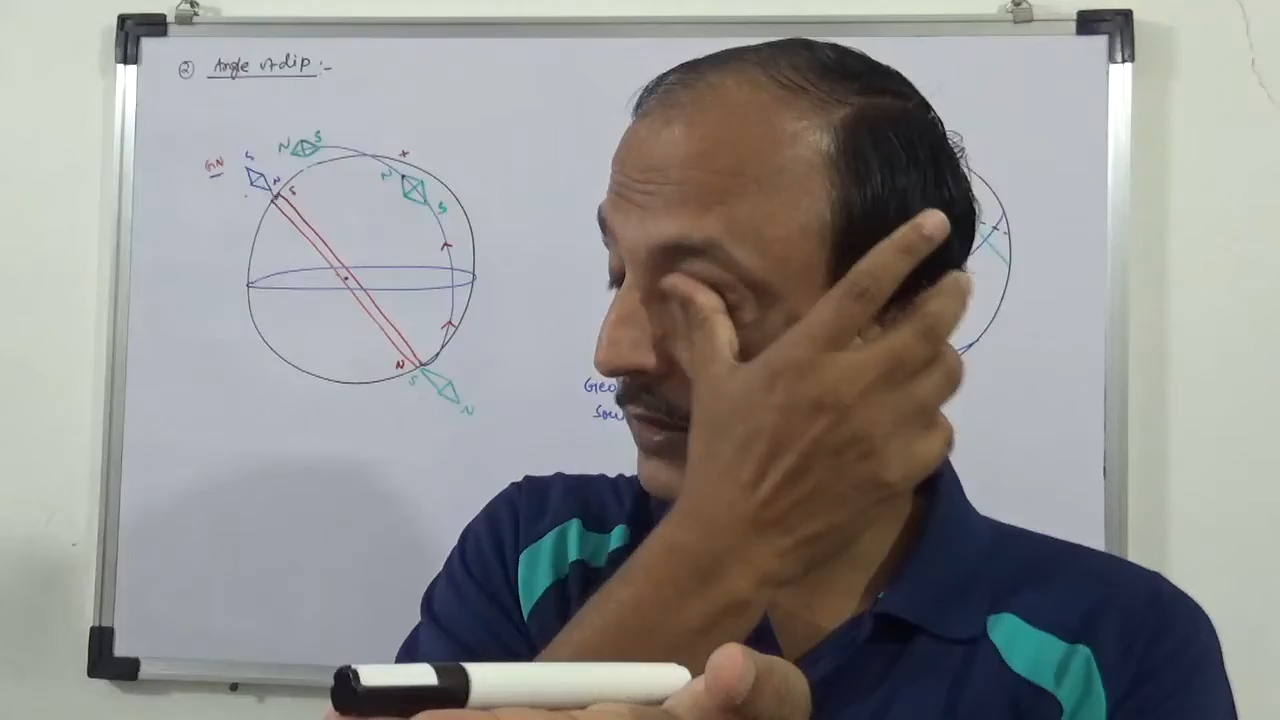 ② Angle of dip :-
N S
GN S N S
N S
N S N
Geo
Sou